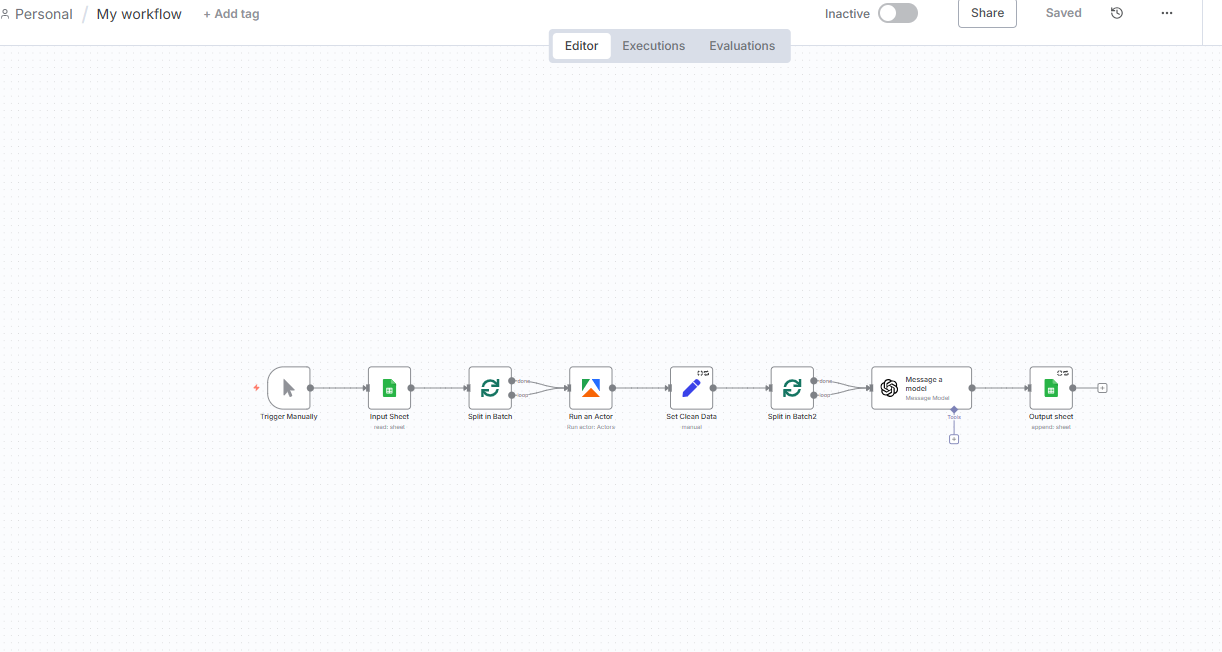 Personal / My workflow + Add tag Inactive Share Saved
Editor Executions Evaluations
done done
loop loop
Message a
model
Message Model
Trigger Manually Input Sheet Split in Batch Run an Actor Set Clean Data Split in Batch2 Tools Output sheet
read: sheet Run actor: Actors manual append: sheet